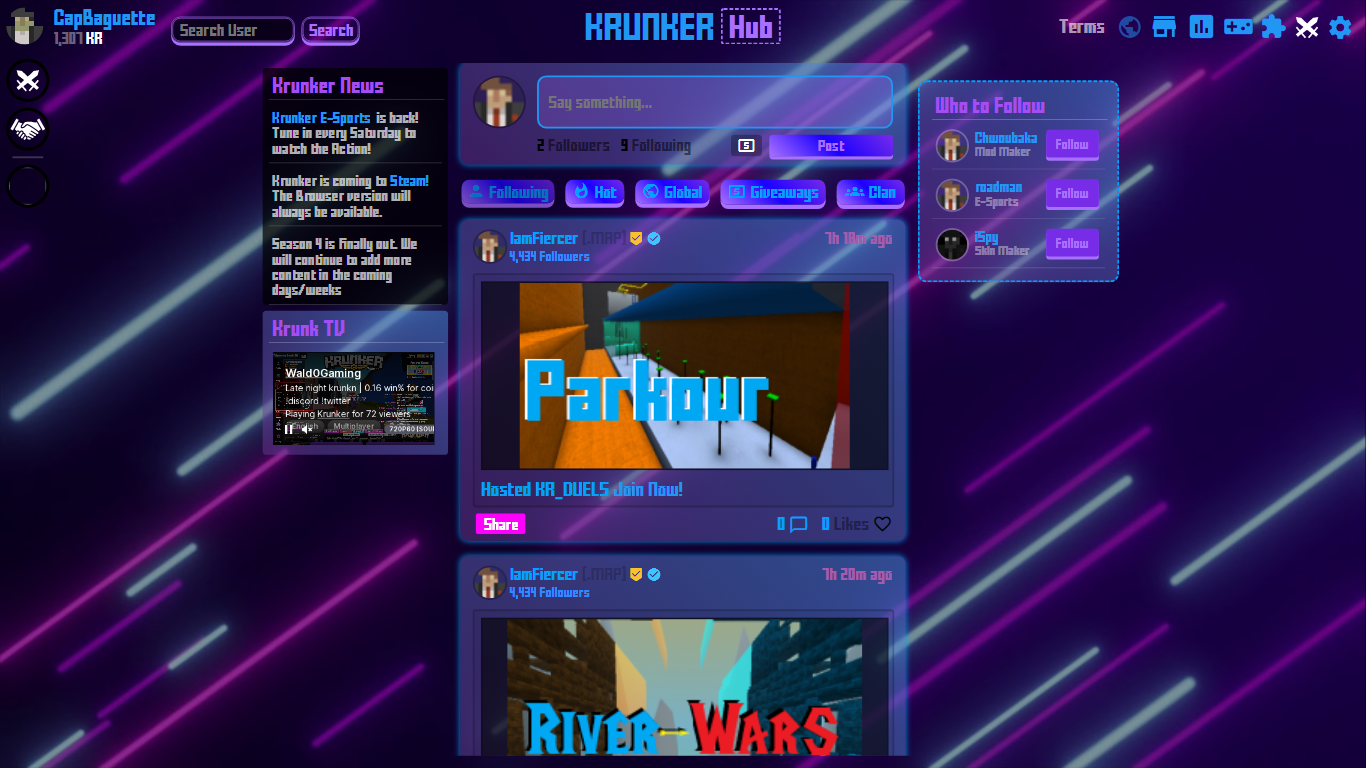 CapBaguette
1,307 KR
Search User
Search
KRUNKER Hub
Terms
Krunker News
Krunker E-Sports is back!
Tune in every Saturday to
watch the Action!
Krunker is coming to Steam!
The Browser version will
always be available.
Season 4 is finally out. We
will continue to add more
content in the coming
days/weeks
Krunk TV
KRUNKER
Wald0Gaming
Late night krunkn | 0.16 win% for coi
!discord !twitter
Playing Krunker for 72 viewers
English Multiplayer 720P60 (SOU
Say something...
2 Followers 9 Following
Post
Following Hot Global Giveaways Clan
IamFiercer [.MAP] 7h 18m ago
4,434 Followers
Parkour
Hosted KR_DUELS Join Now!
Share 0 0 Likes
IamFiercer [.MAP] 7h 20m ago
4,434 Followers
RIVER WARS
Who to Follow
Chwoubaka
Mod Maker
Follow
roadman
E-Sports
Follow
iSpy
Skin Maker
Follow